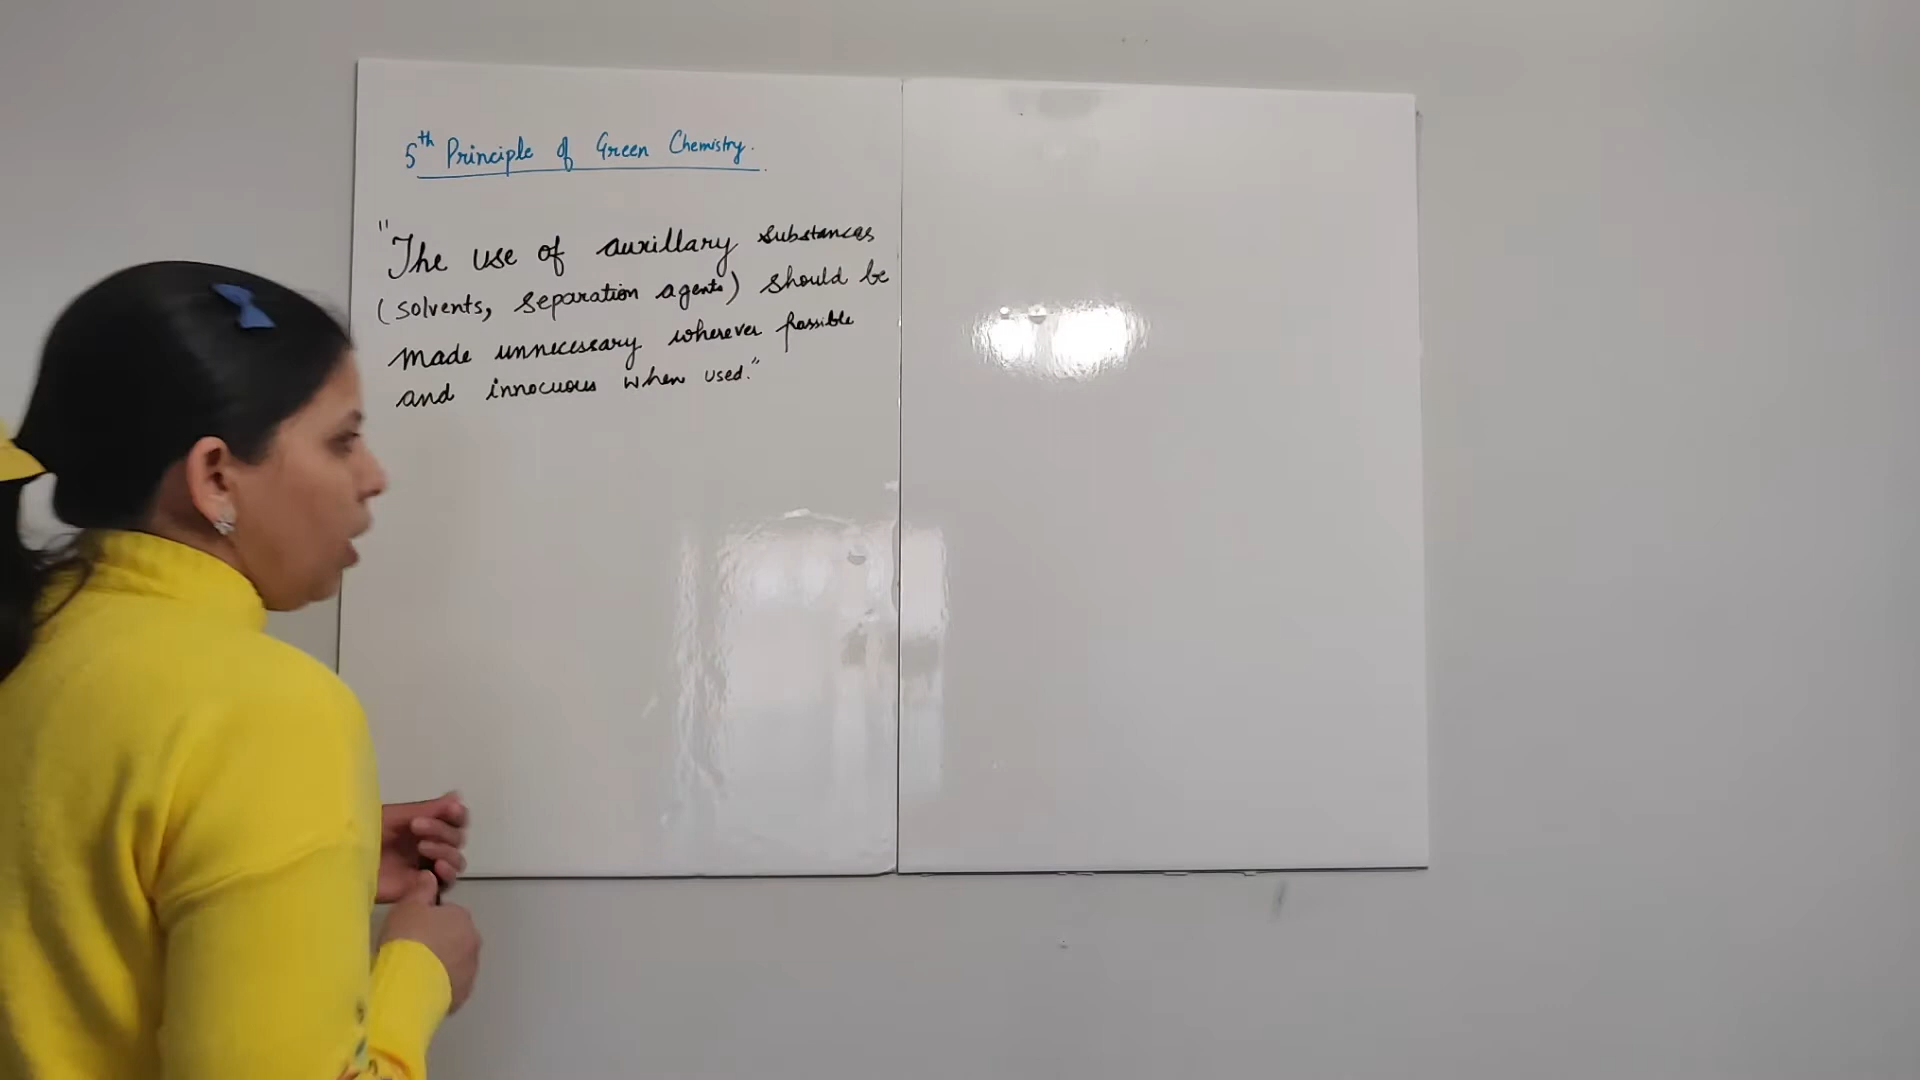 5th Principle of Green Chemistry.
"The use of auxillary substances
(solvents, separation agents) should be
made unnecessary wherever possible
and innocuous when used."